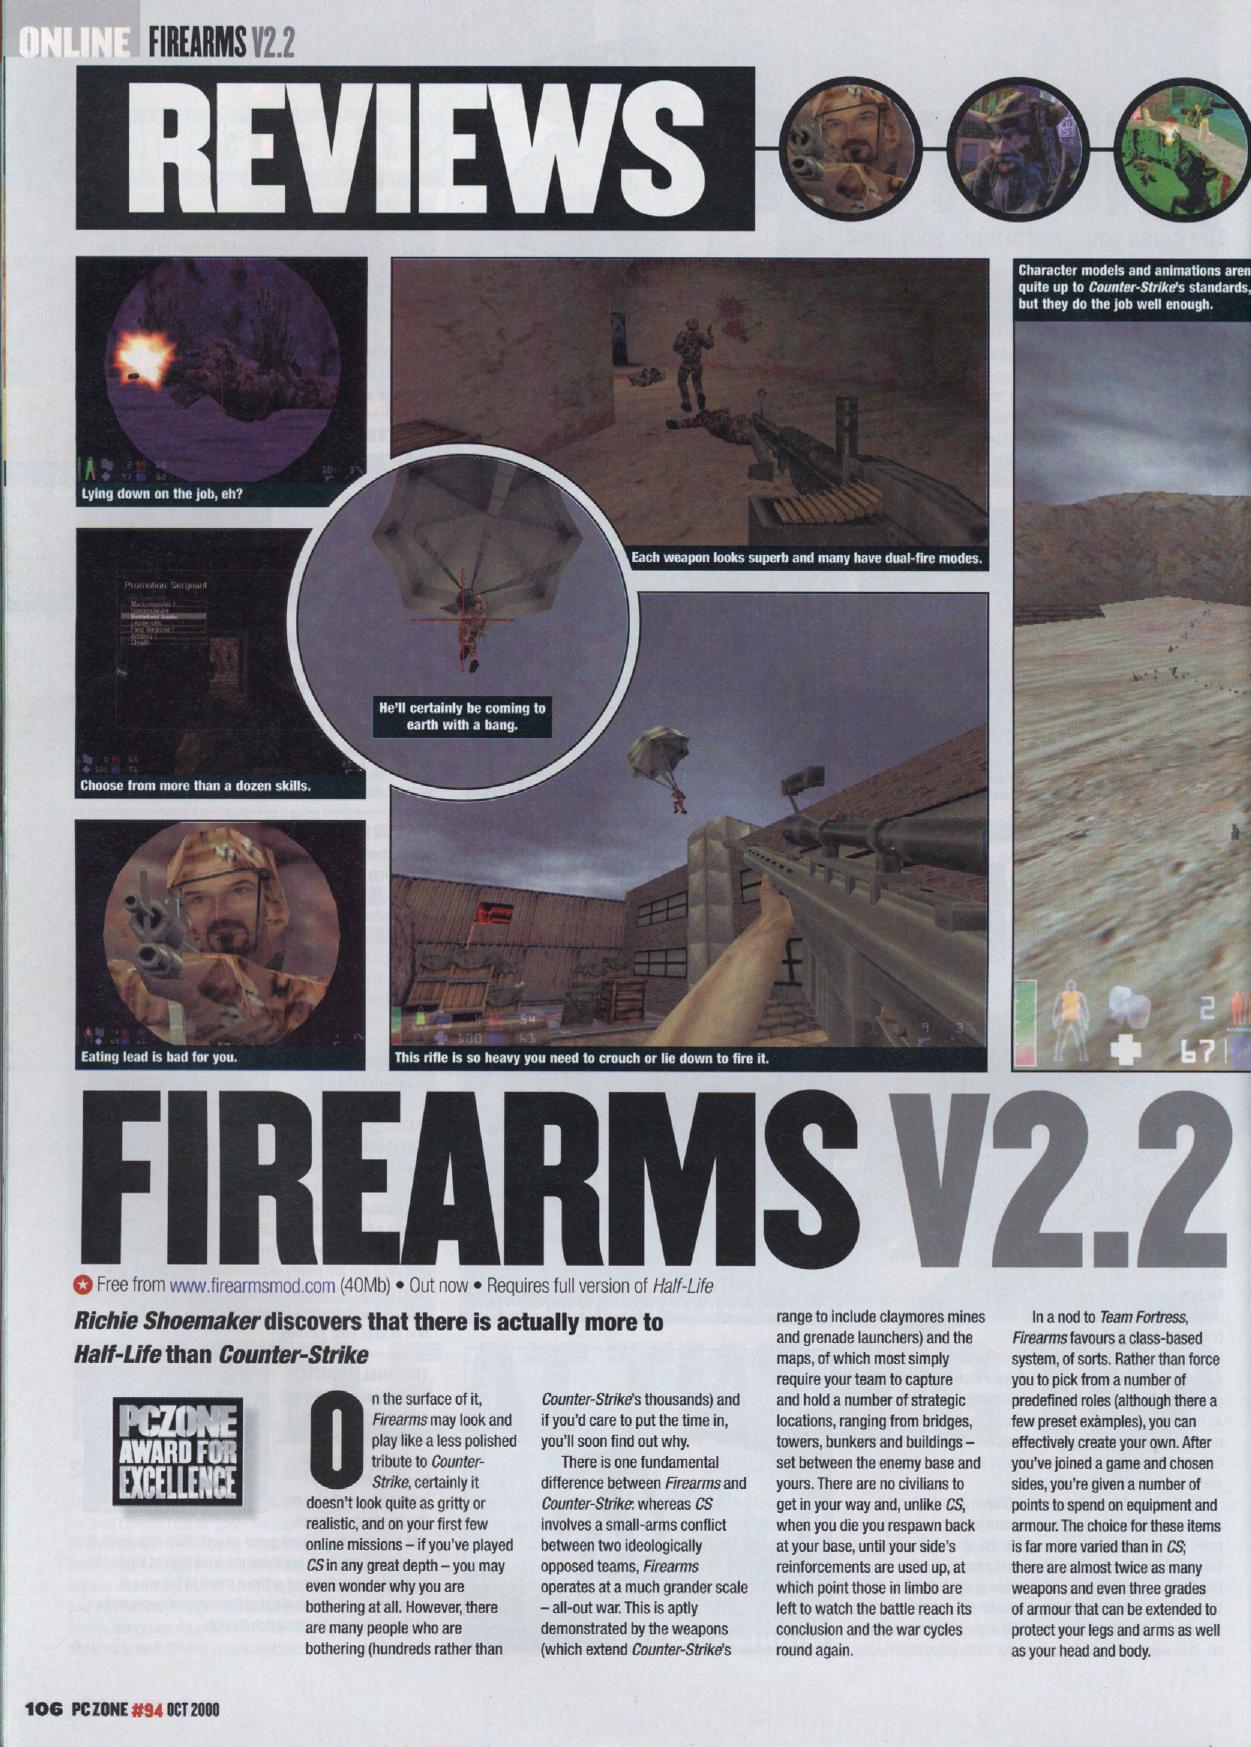 ONLINE FIREARMS V2.2
REVIEWS
Lying down on the job, eh?
Each weapon looks superb and many have dual-fire modes.
Character models and animations aren
quite up to Counter-Strike's standards,
but they do the job well enough.
Promotion: Sergeant
He'll certainly be coming to
earth with a bang.
Choose from more than a dozen skills.
Eating lead is bad for you.
This rifle is so heavy you need to crouch or lie down to fire it.
2
67
FIREARMS V2.2
Free from www.firearmsmod.com (40Mb) • Out now • Requires full version of Half-Life
Richie Shoemaker discovers that there is actually more to
Half-Life than Counter-Strike
PCZONE
AWARD FOR
EXCELLENCE
On the surface of it,
Firearms may look and
play like a less polished
tribute to Counter-
Strike, certainly it
doesn't look quite as gritty or
realistic, and on your first few
online missions – if you've played
CS in any great depth – you may
even wonder why you are
bothering at all. However, there
are many people who are
bothering (hundreds rather than
Counter-Strike's thousands) and
if you'd care to put the time in,
you'll soon find out why.
There is one fundamental
difference between Firearms and
Counter-Strike: whereas CS
involves a small-arms conflict
between two ideologically
opposed teams, Firearms
operates at a much grander scale
– all-out war. This is aptly
demonstrated by the weapons
(which extend Counter-Strike's
range to include claymores mines
and grenade launchers) and the
maps, of which most simply
require your team to capture
and hold a number of strategic
locations, ranging from bridges,
towers, bunkers and buildings –
set between the enemy base and
yours. There are no civilians to
get in your way and, unlike CS,
when you die you respawn back
at your base, until your side's
reinforcements are used up, at
which point those in limbo are
left to watch the battle reach its
conclusion and the war cycles
round again.
In a nod to Team Fortress,
Firearms favours a class-based
system, of sorts. Rather than force
you to pick from a number of
predefined roles (although there a
few preset examples), you can
effectively create your own. After
you've joined a game and chosen
sides, you're given a number of
points to spend on equipment and
armour. The choice for these items
is far more varied than in CS;
there are almost twice as many
weapons and even three grades
of armour that can be extended to
protect your legs and arms as well
as your head and body.
106 PCZONE #94 OCT 2000